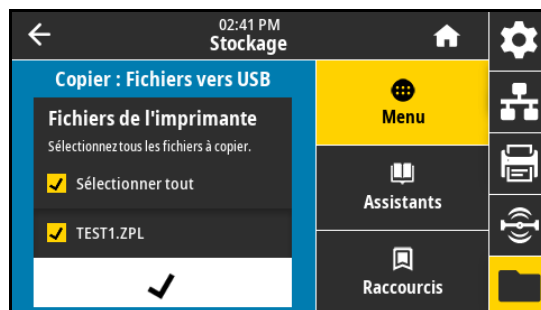 02:41 PM
Stockage
Copier : Fichiers vers USB
Fichiers de l'imprimante
Sélectionnez tous les fichiers à copier.
Sélectionner tout
TEST1.ZPL
Menu
Assistants
Raccourcis